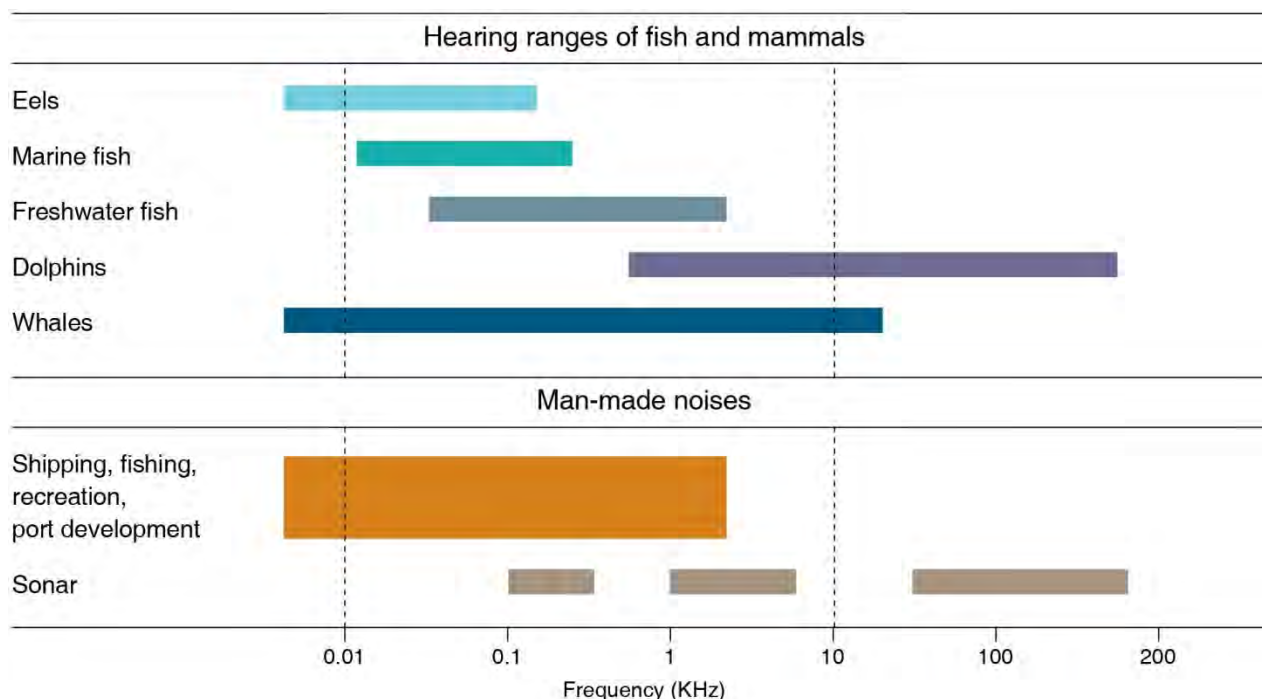 Hearing ranges of fish and mammals
Eels
Marine fish
Freshwater fish
Dolphins
Whales
Man-made noises
Shipping, fishing,
recreation,
port development
Sonar
0.01 0.1 1 10 100 200
Frequency (KHz)